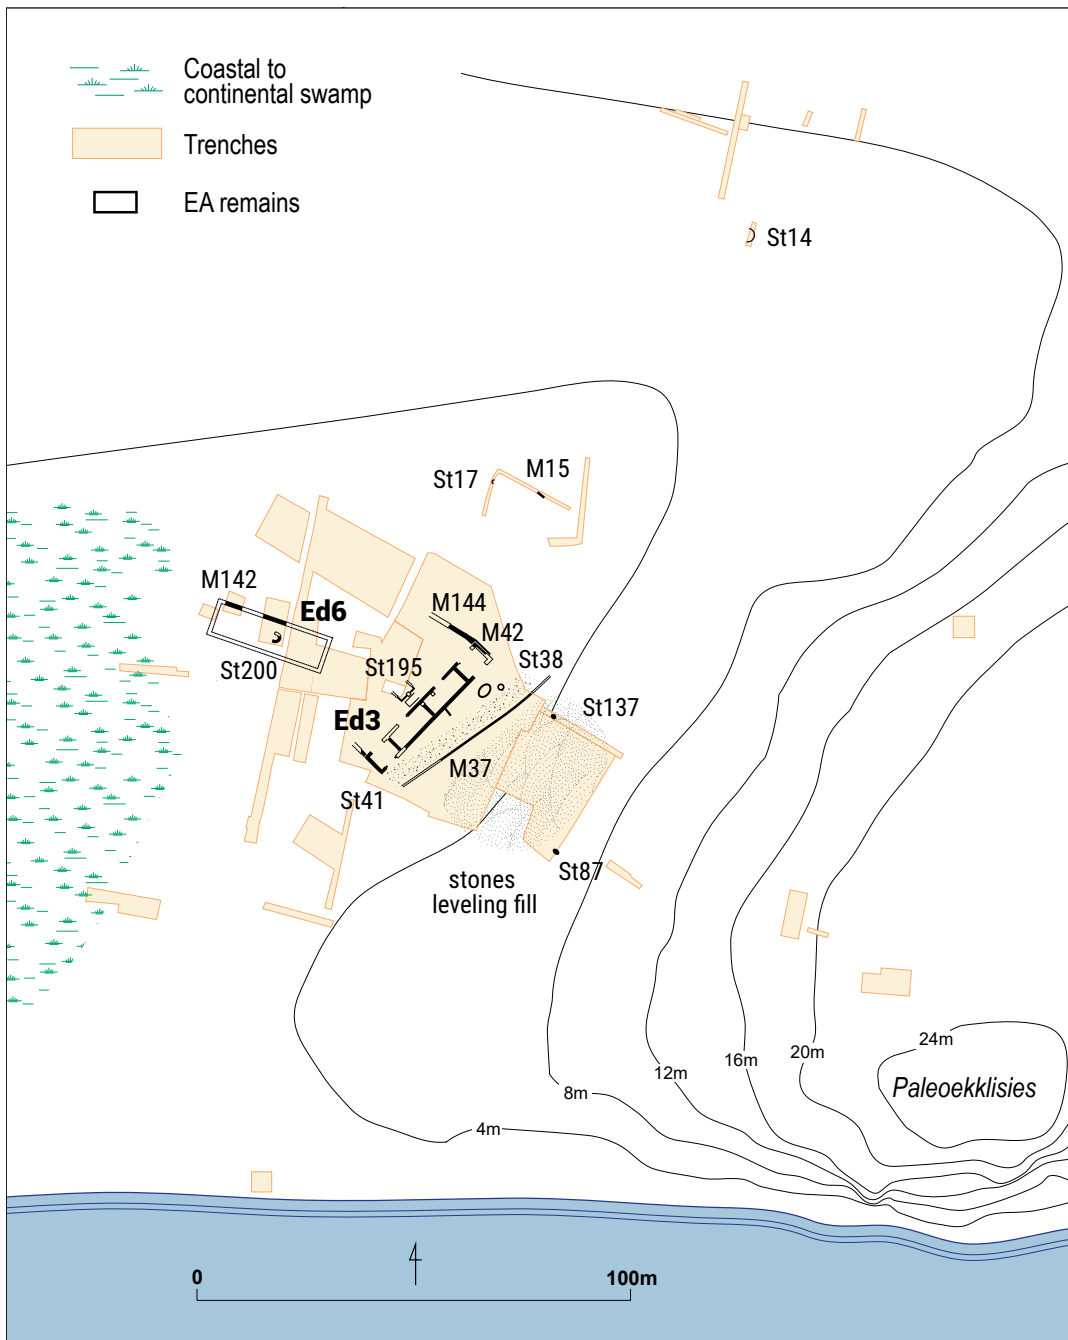 Coastal to
continental swamp
Trenches
EA remains
St14
St17
M15
M142
Ed6
M144
M42
St200
St195
St38
Ed3
St137
M37
St41
St87
stones
leveling fill
24m
20m
16m
12m
8m
4m
Paleoekklisies
0
100m